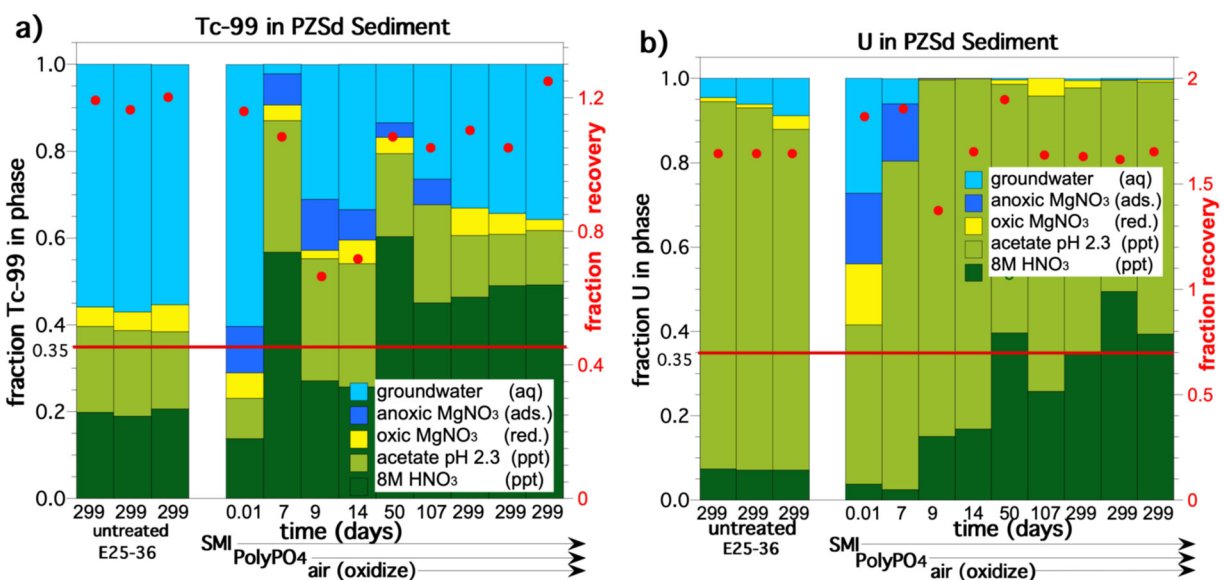 a)
Tc-99 in PZSd Sediment
fraction Tc-99 in phase
1.0
0.8
0.6
0.4
0.35
0.2
0.0
1.2
0.8
0.4
0
fraction recovery
groundwater (aq)
anoxic MgNO₃ (ads.)
oxic MgNO₃ (red.)
acetate pH 2.3 (ppt)
8M HNO₃ (ppt)
299 299 299 0.01 7 9 14 50 107 299 299 299
untreated
E25-36
time (days)
SMI
PolyPO4
air (oxidize)
b)
U in PZSd Sediment
fraction U in phase
1.0
0.8
0.6
0.4
0.35
0.2
0.0
2
1.5
1
0.5
0
fraction recovery
groundwater (aq)
anoxic MgNO₃ (ads.)
oxic MgNO₃ (red.)
acetate pH 2.3 (ppt)
8M HNO₃ (ppt)
299 299 299 0.01 7 9 14 50 107 299 299 299
untreated
E25-36
time (days)
SMI
PolyPO4
air (oxidize)